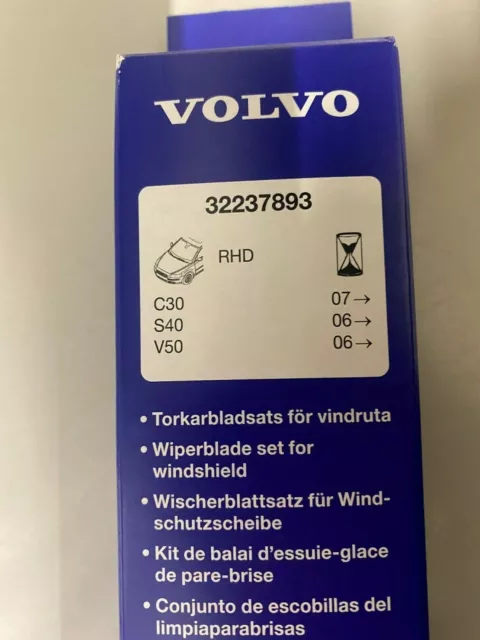 VOLVO
32237893
RHD
C30 07→
S40 06→
V50 06→
• Torkarbladsats för vindruta
• Wiperblade set for
windshield
• Wischerblattsatz für Wind-
schutzscheibe
• Kit de balai d'essuie-glace
de pare-brise
• Conjunto de escobillas del
limpiaparabrisas